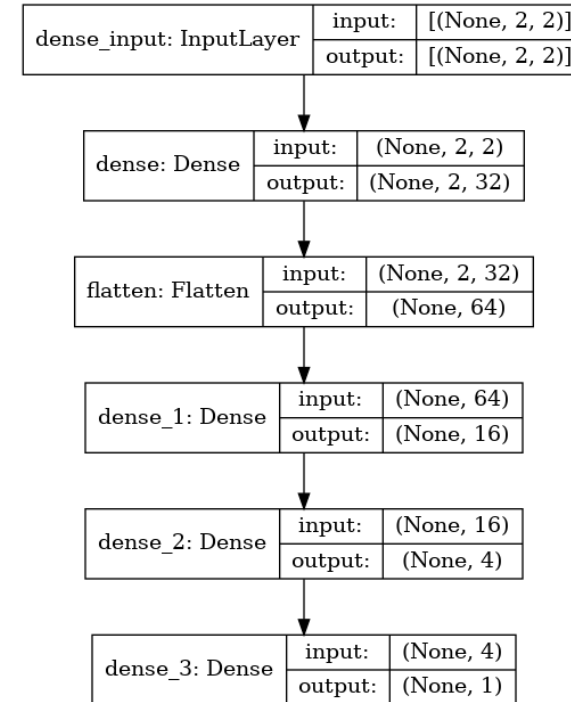 dense_input: InputLayer
input: [(None, 2, 2)]
output: [(None, 2, 2)]
dense: Dense
input: (None, 2, 2)
output: (None, 2, 32)
flatten: Flatten
input: (None, 2, 32)
output: (None, 64)
dense_1: Dense
input: (None, 64)
output: (None, 16)
dense_2: Dense
input: (None, 16)
output: (None, 4)
dense_3: Dense
input: (None, 4)
output: (None, 1)